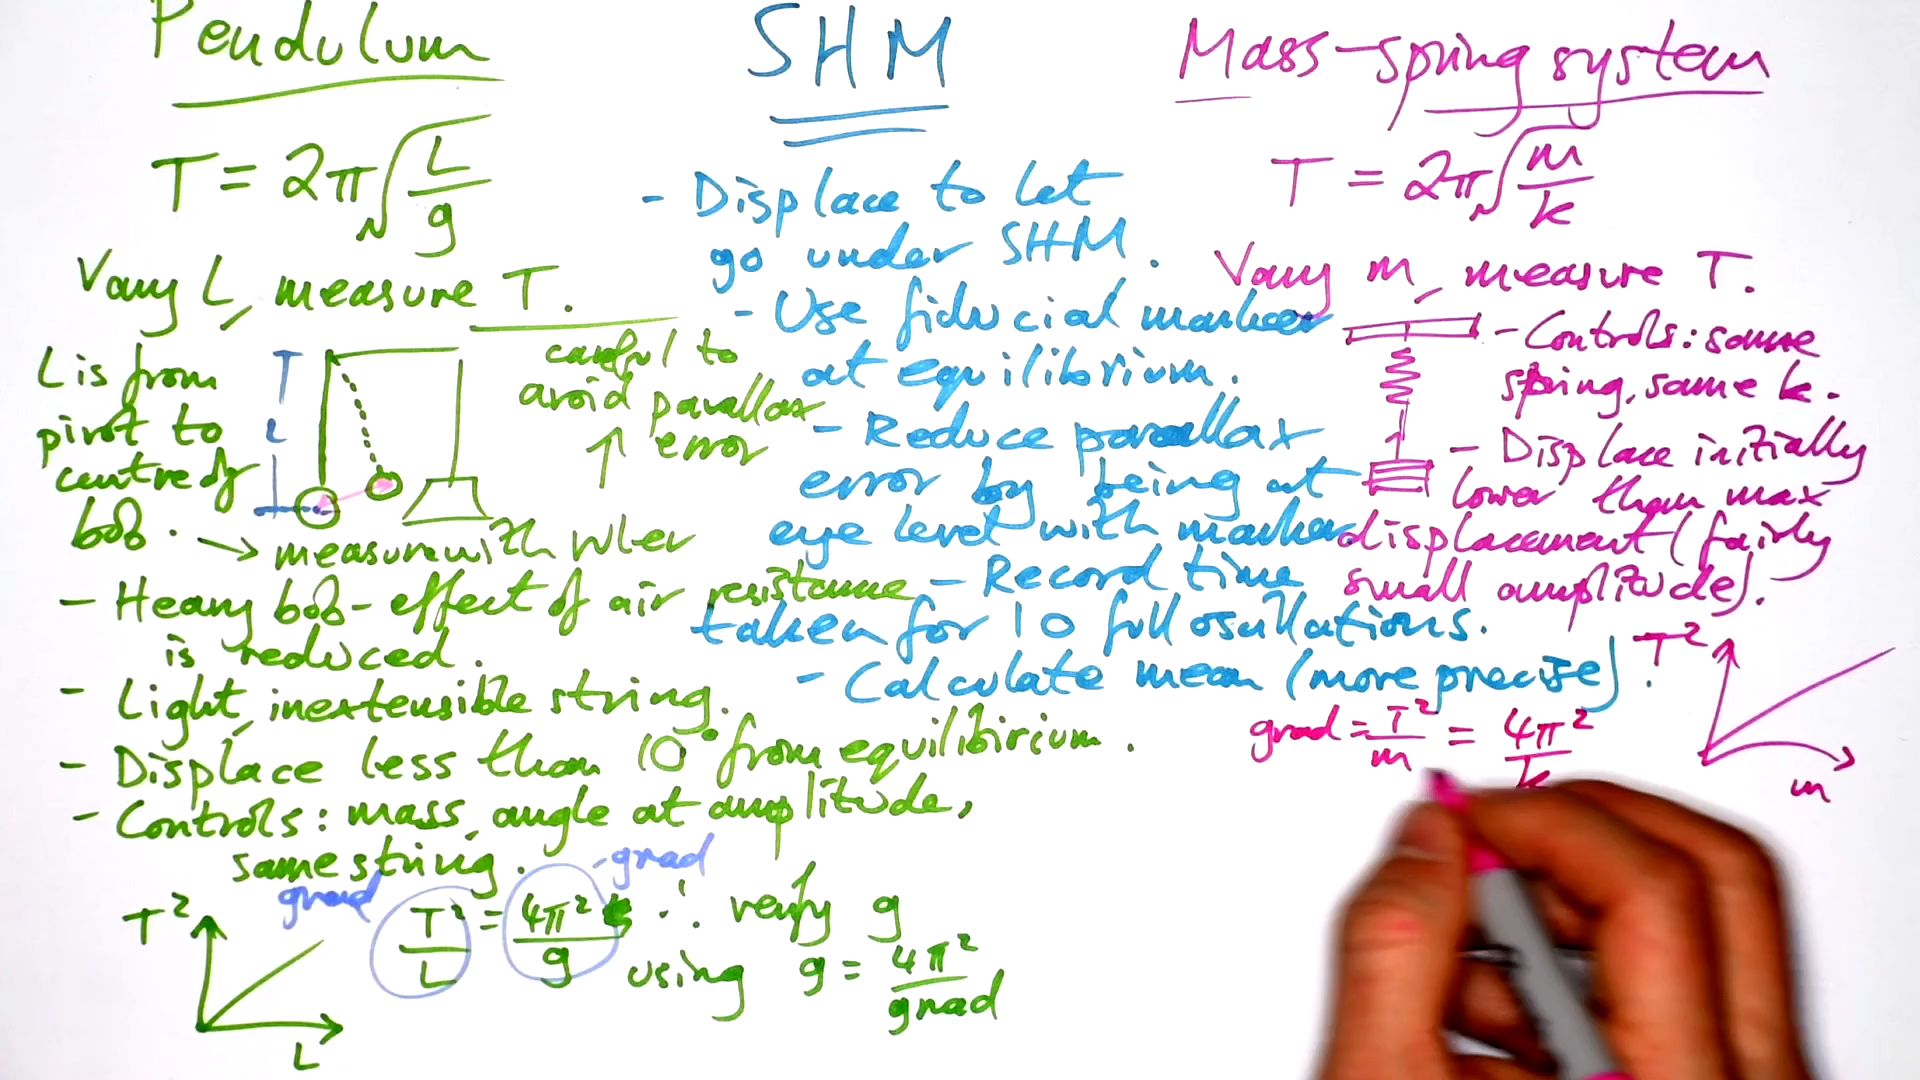 Pendulum
T = 2π√(L/g)
Vary L, measure T.
L is from
pivot to
centre of
bob.
L
careful to
avoid parallax
↑ error
→ measure with ruler
- Heavy bob - effect of air resistance
is reduced.
- Light, inextensible string.
- Displace less than 10° from equilibirium.
- Controls: mass, angle at amplitude,
same string.
T²
L
grad
T²/L = 4π²/g
- grad
∴ verify g
using g = 4π²/grad
SHM
- Displace to let
go under SHM.
- Use fiducial marker
at equilibrium.
- Reduce parallax
error by being at
eye level with marker
- Record time
taken for 10 full oscillations.
- Calculate mean (more precise).
Mass-spring system
T = 2π√(m/k)
Vary m, measure T.
- Controls: same
spring, same k.
- Displace initially
lower than max
displacement (fairly
small amplitude).
T²
m
grad = T²/m = 4π²/k